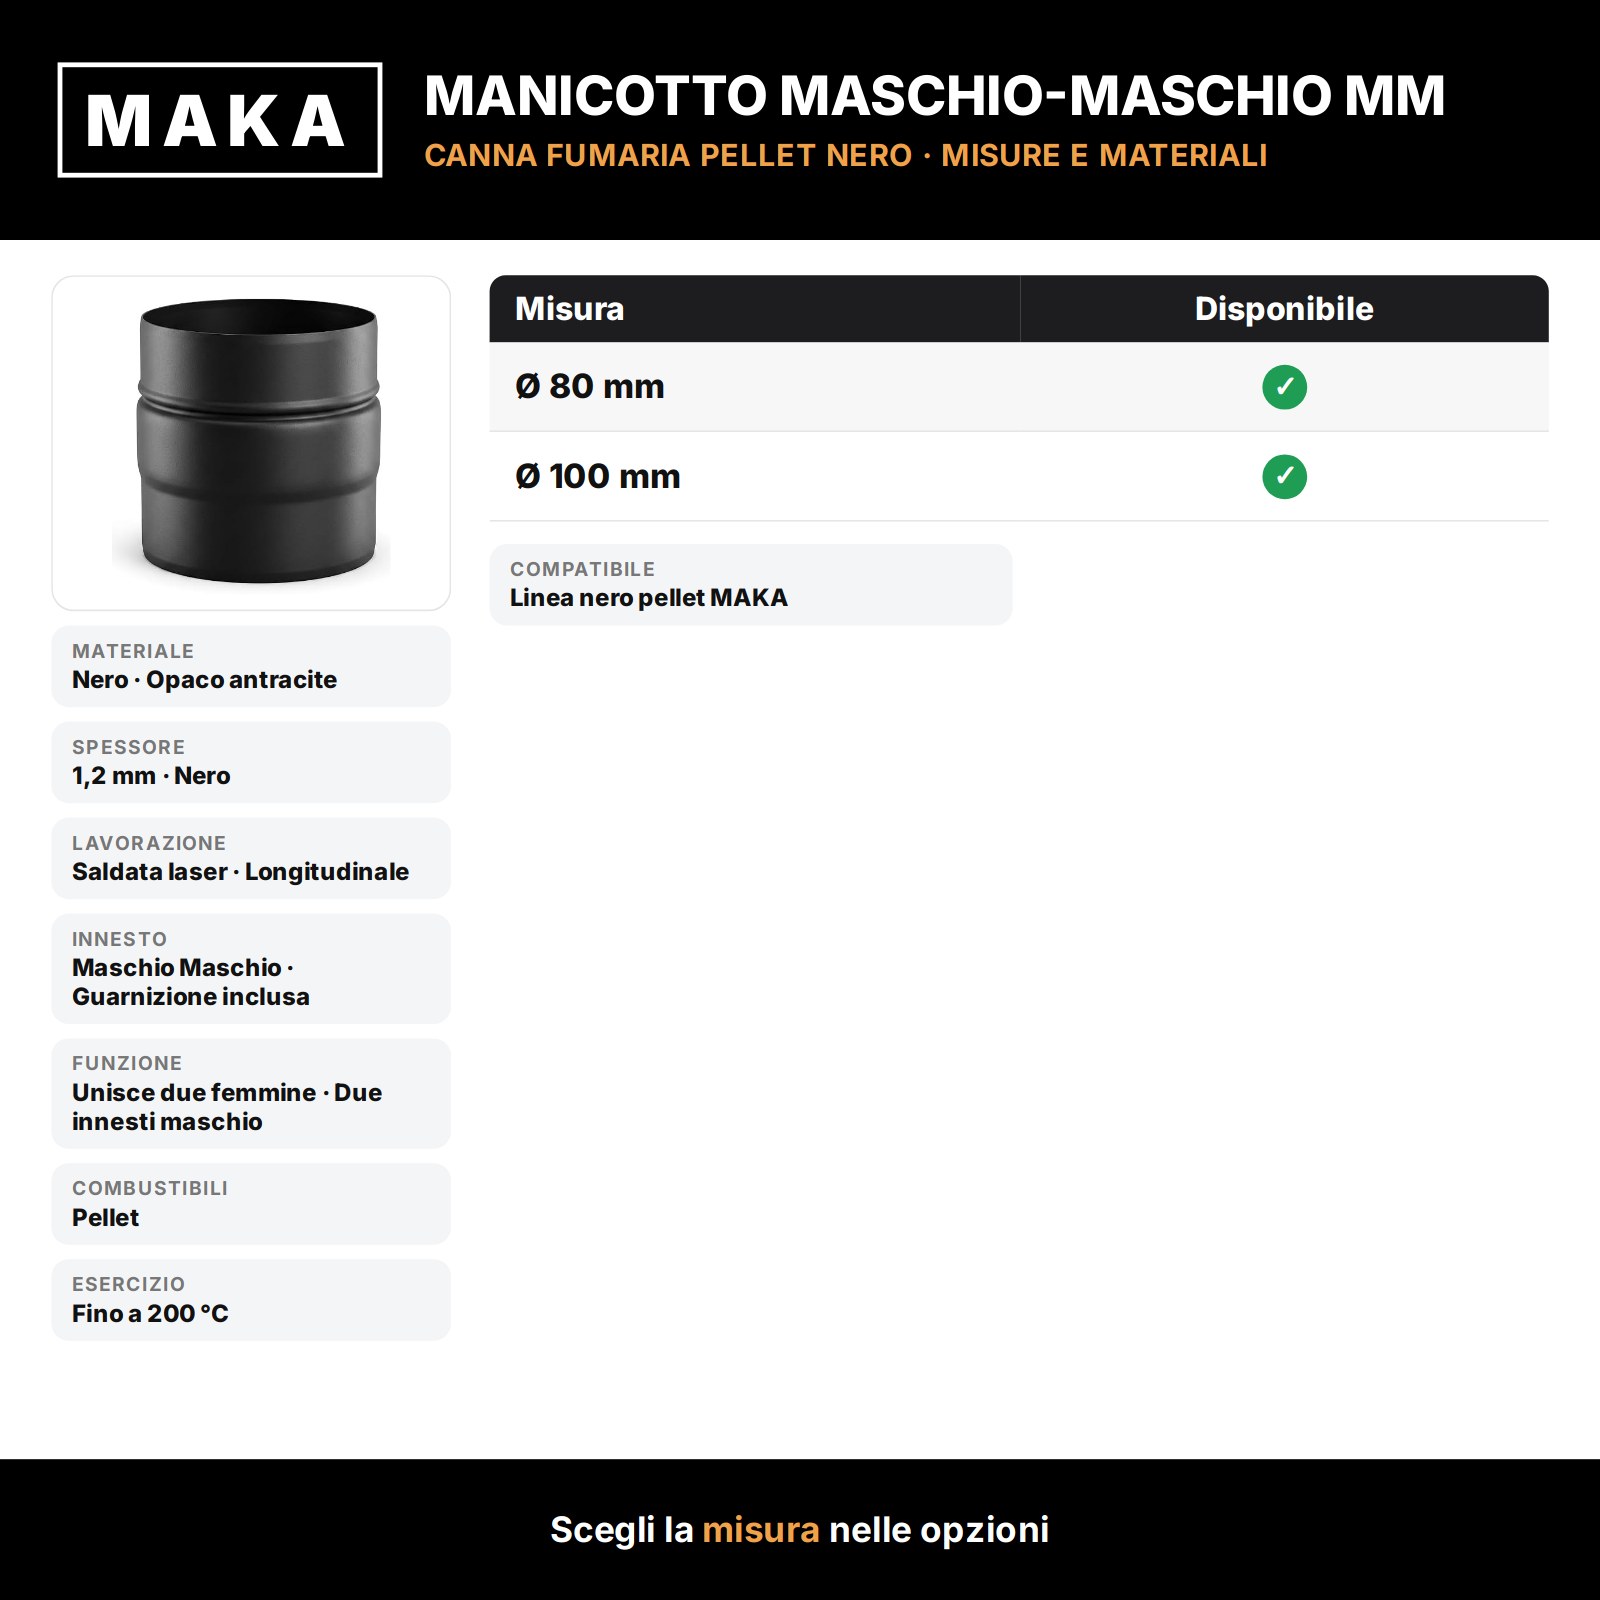 MAKA
MANICOTTO MASCHIO-MASCHIO MM
CANNA FUMARIA PELLET NERO · MISURE E MATERIALI
Misura Disponibile
Ø 80 mm ✓
Ø 100 mm ✓
COMPATIBILE
Linea nero pellet MAKA
MATERIALE
Nero · Opaco antracite
SPESSORE
1,2 mm · Nero
LAVORAZIONE
Saldata laser · Longitudinale
INNESTO
Maschio Maschio ·
Guarnizione inclusa
FUNZIONE
Unisce due femmine · Due
innesti maschio
COMBUSTIBILI
Pellet
ESERCIZIO
Fino a 200 °C
Scegli la misura nelle opzioni